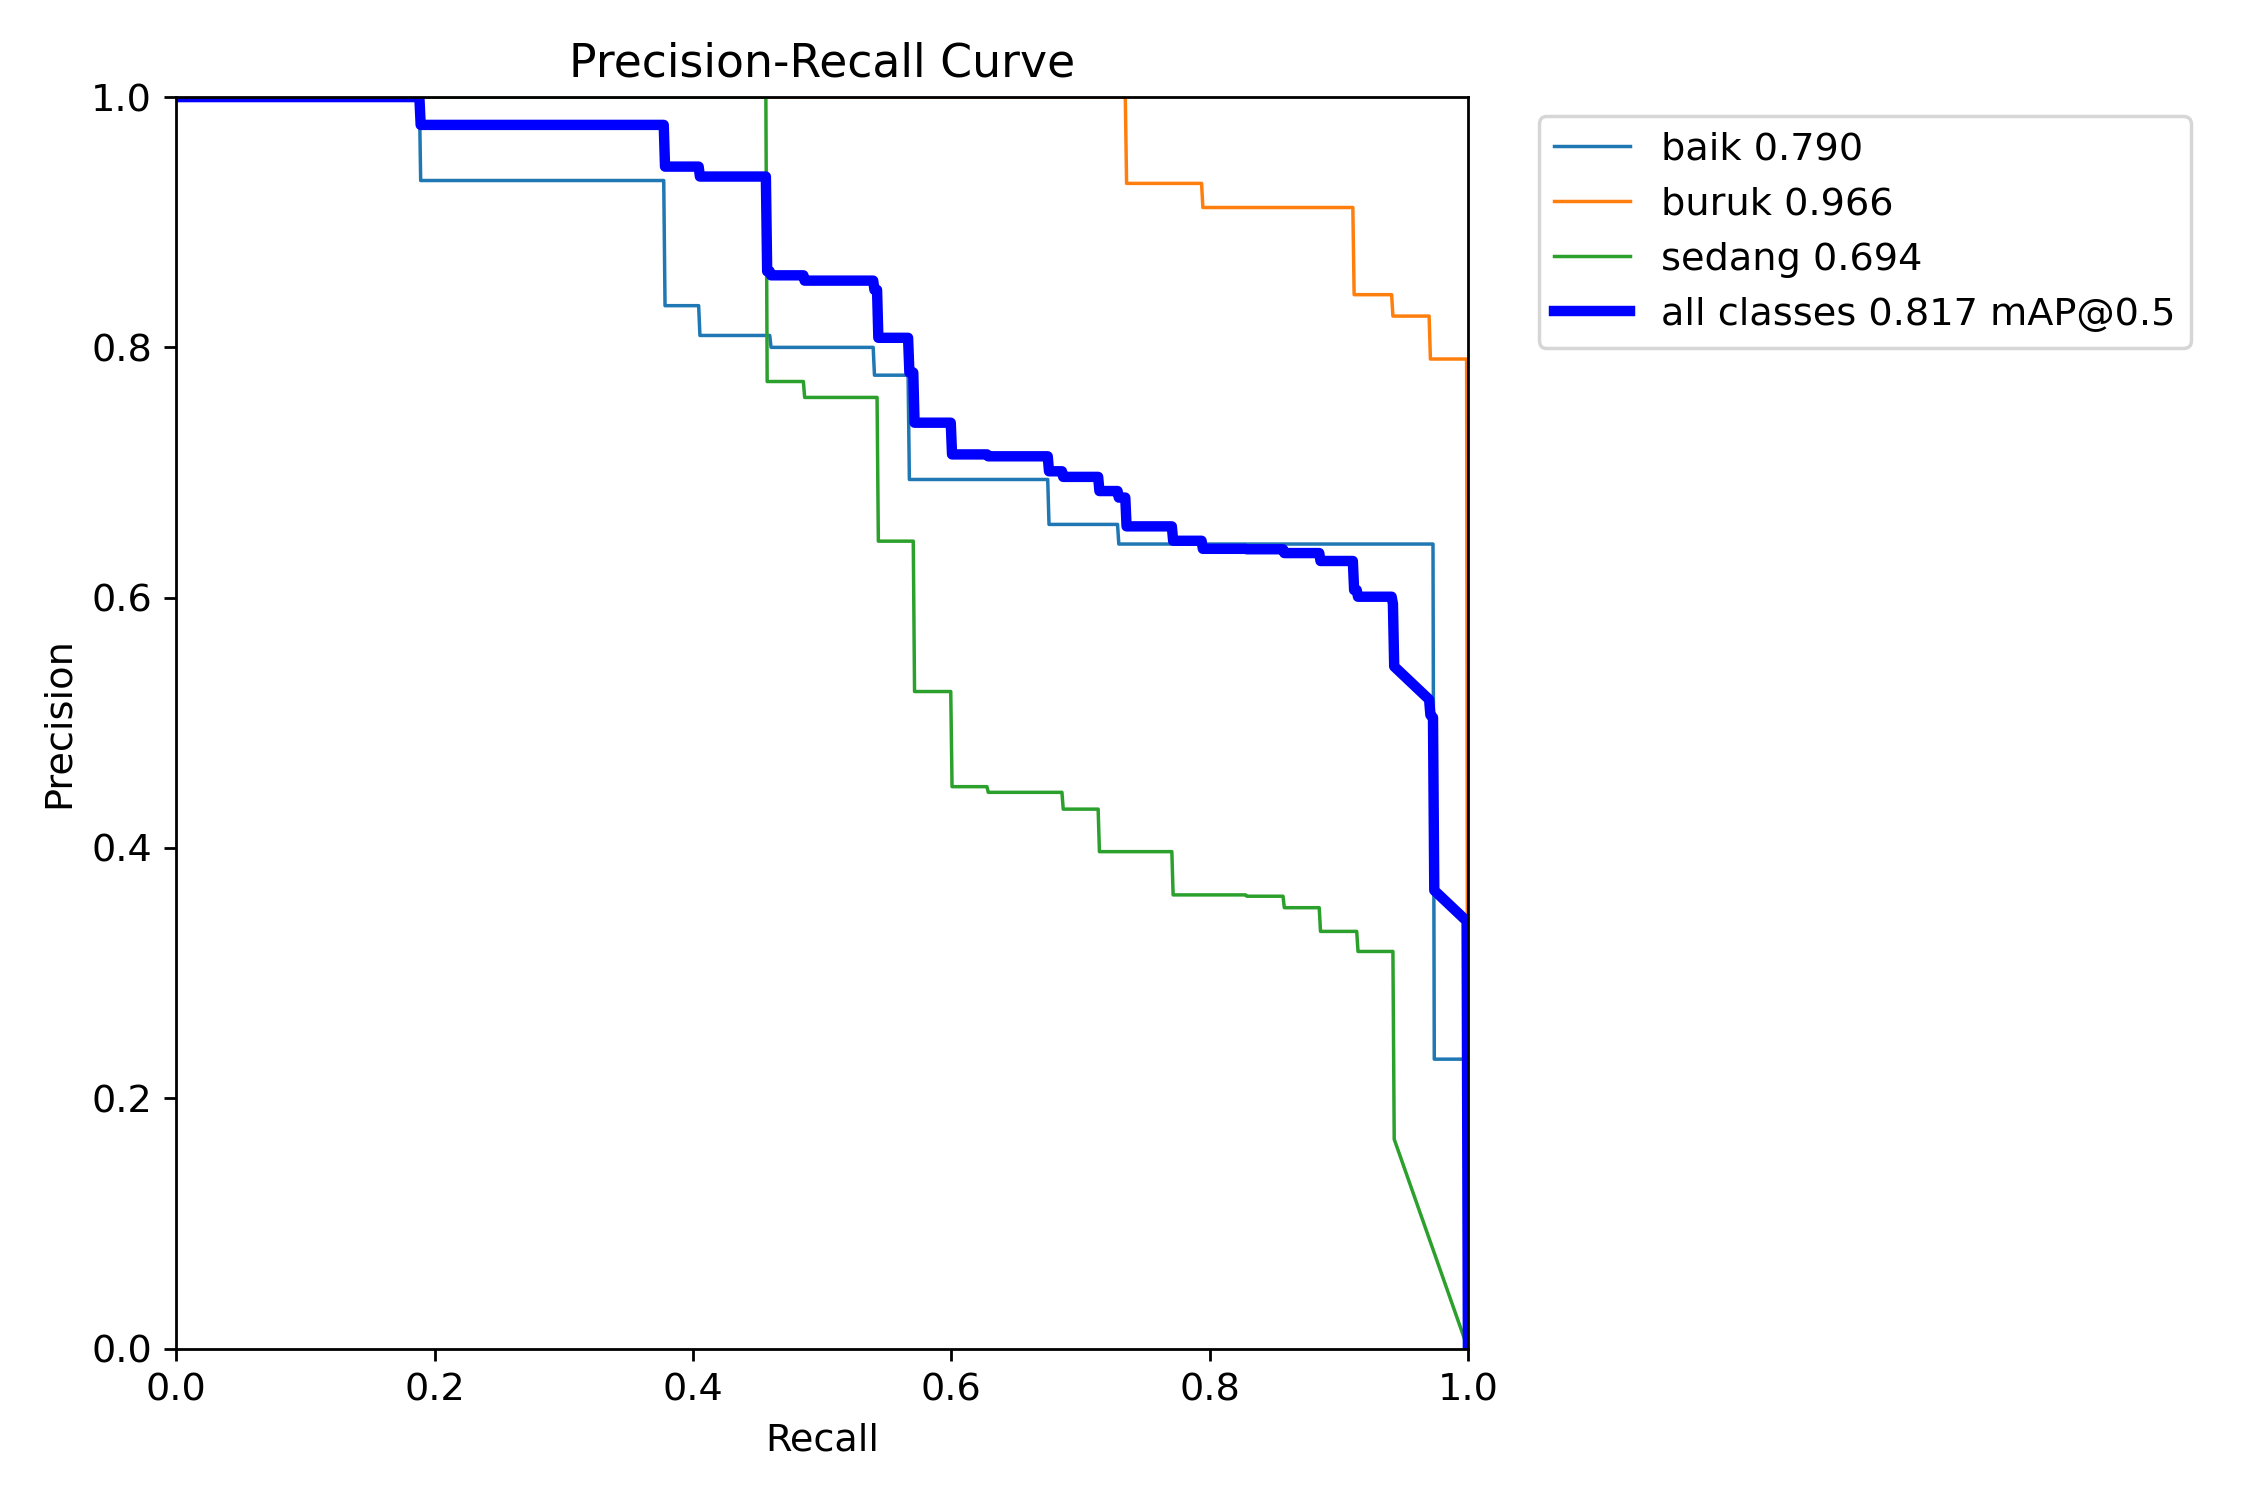 Precision-Recall Curve
1.0
0.8
0.6
0.4
0.2
0.0
Precision
0.0 0.2 0.4 0.6 0.8 1.0
Recall
baik 0.790
buruk 0.966
sedang 0.694
all classes 0.817 mAP@0.5